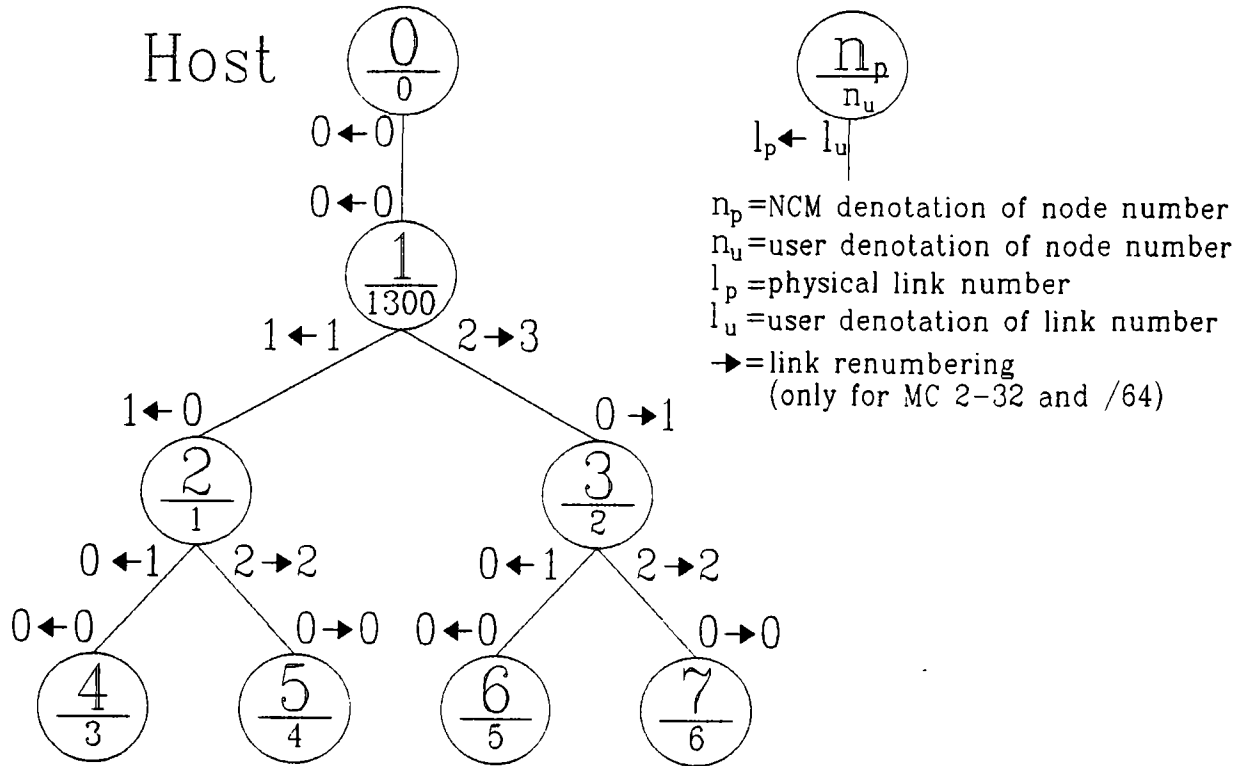 Host
0
0
n_p
n_u
0←0
l_p← l_u
0←0
n_p=NCM denotation of node number
n_u=user denotation of node number
l_p=physical link number
l_u=user denotation of link number
→=link renumbering
(only for MC 2-32 and /64)
1
1300
1←1 2→3
1←0 0→1
2
1
3
2
0←1 2→2 0←1 2→2
0←0 0→0 0←0 0→0
4
3
5
4
6
5
7
6